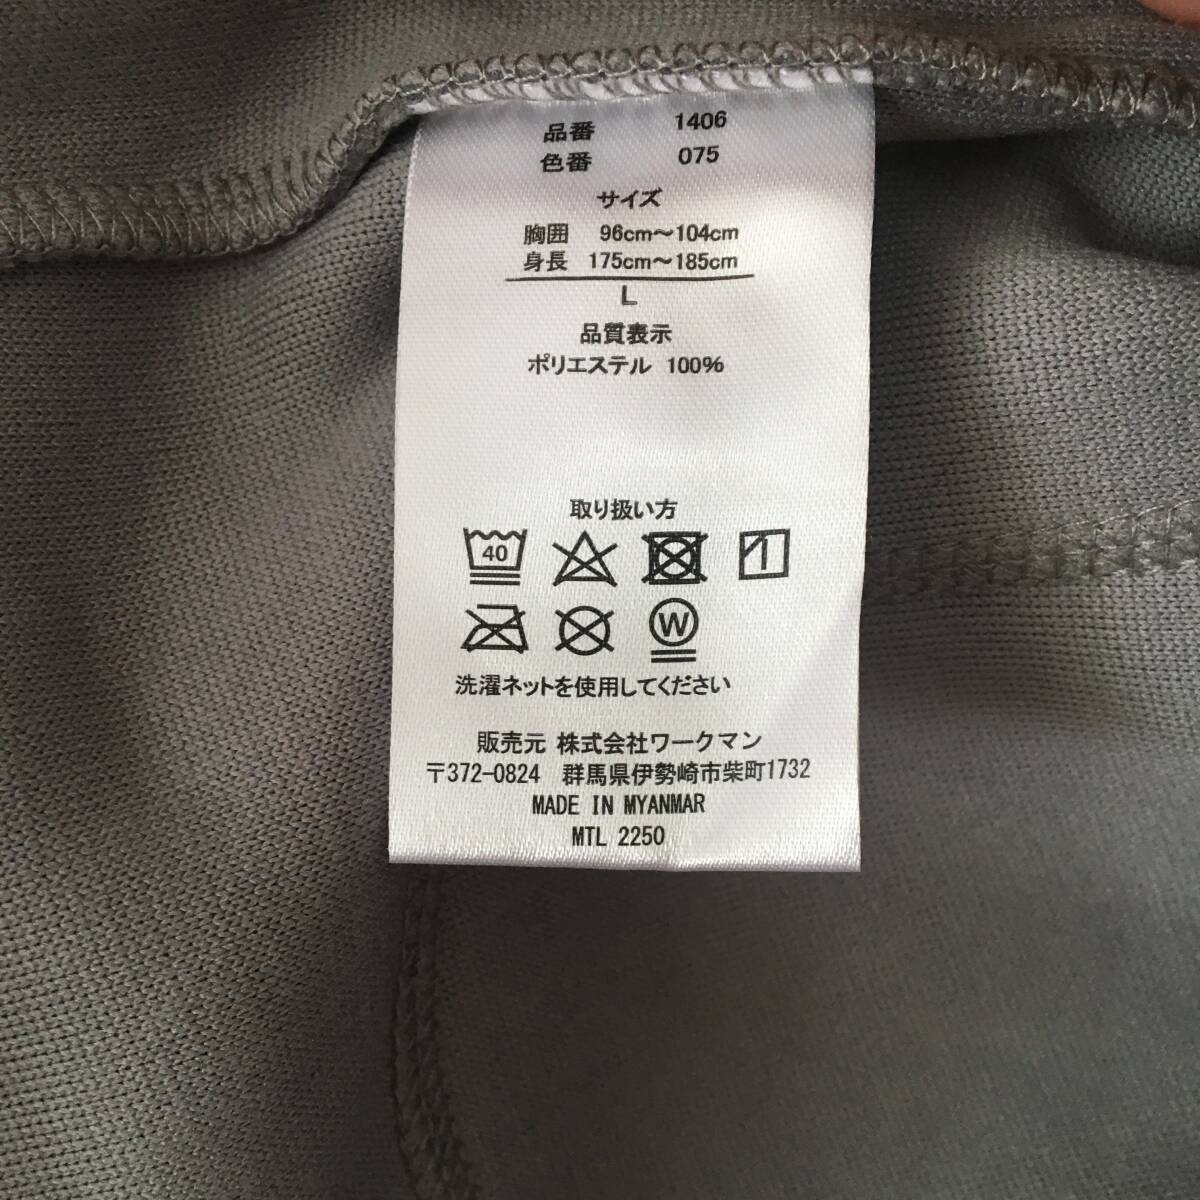 品番 1406
色番 075
サイズ
胸囲 96cm～104cm
身長 175cm～185cm
L
品質表示
ポリエステル 100%
取り扱い方
40
W
洗濯ネットを使用してください
販売元 株式会社ワークマン
〒372-0824 群馬県伊勢崎市柴町1732
MADE IN MYANMAR
MTL 2250